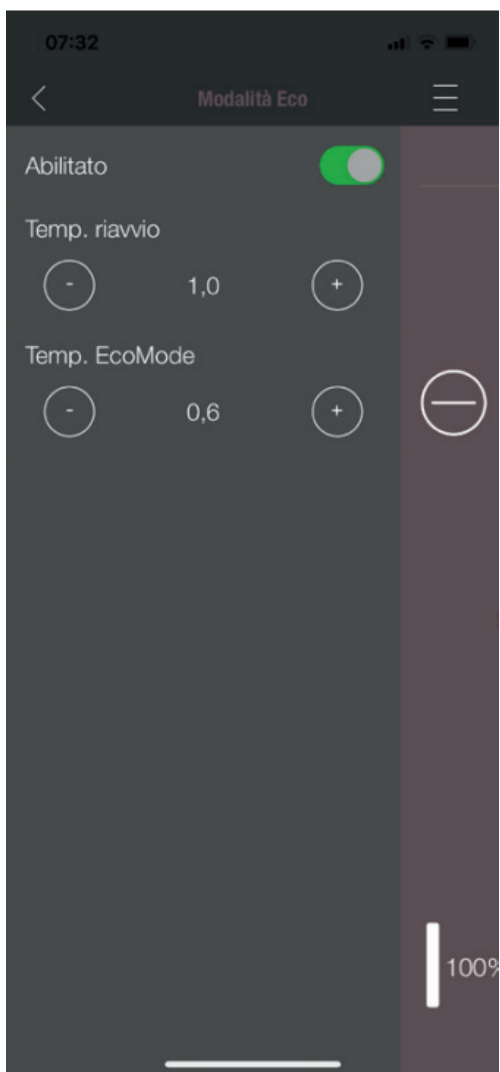 07:32
Modalità Eco
Abilitato
Temp. riavvio
- 1,0 +
Temp. EcoMode
- 0,6 +
100%